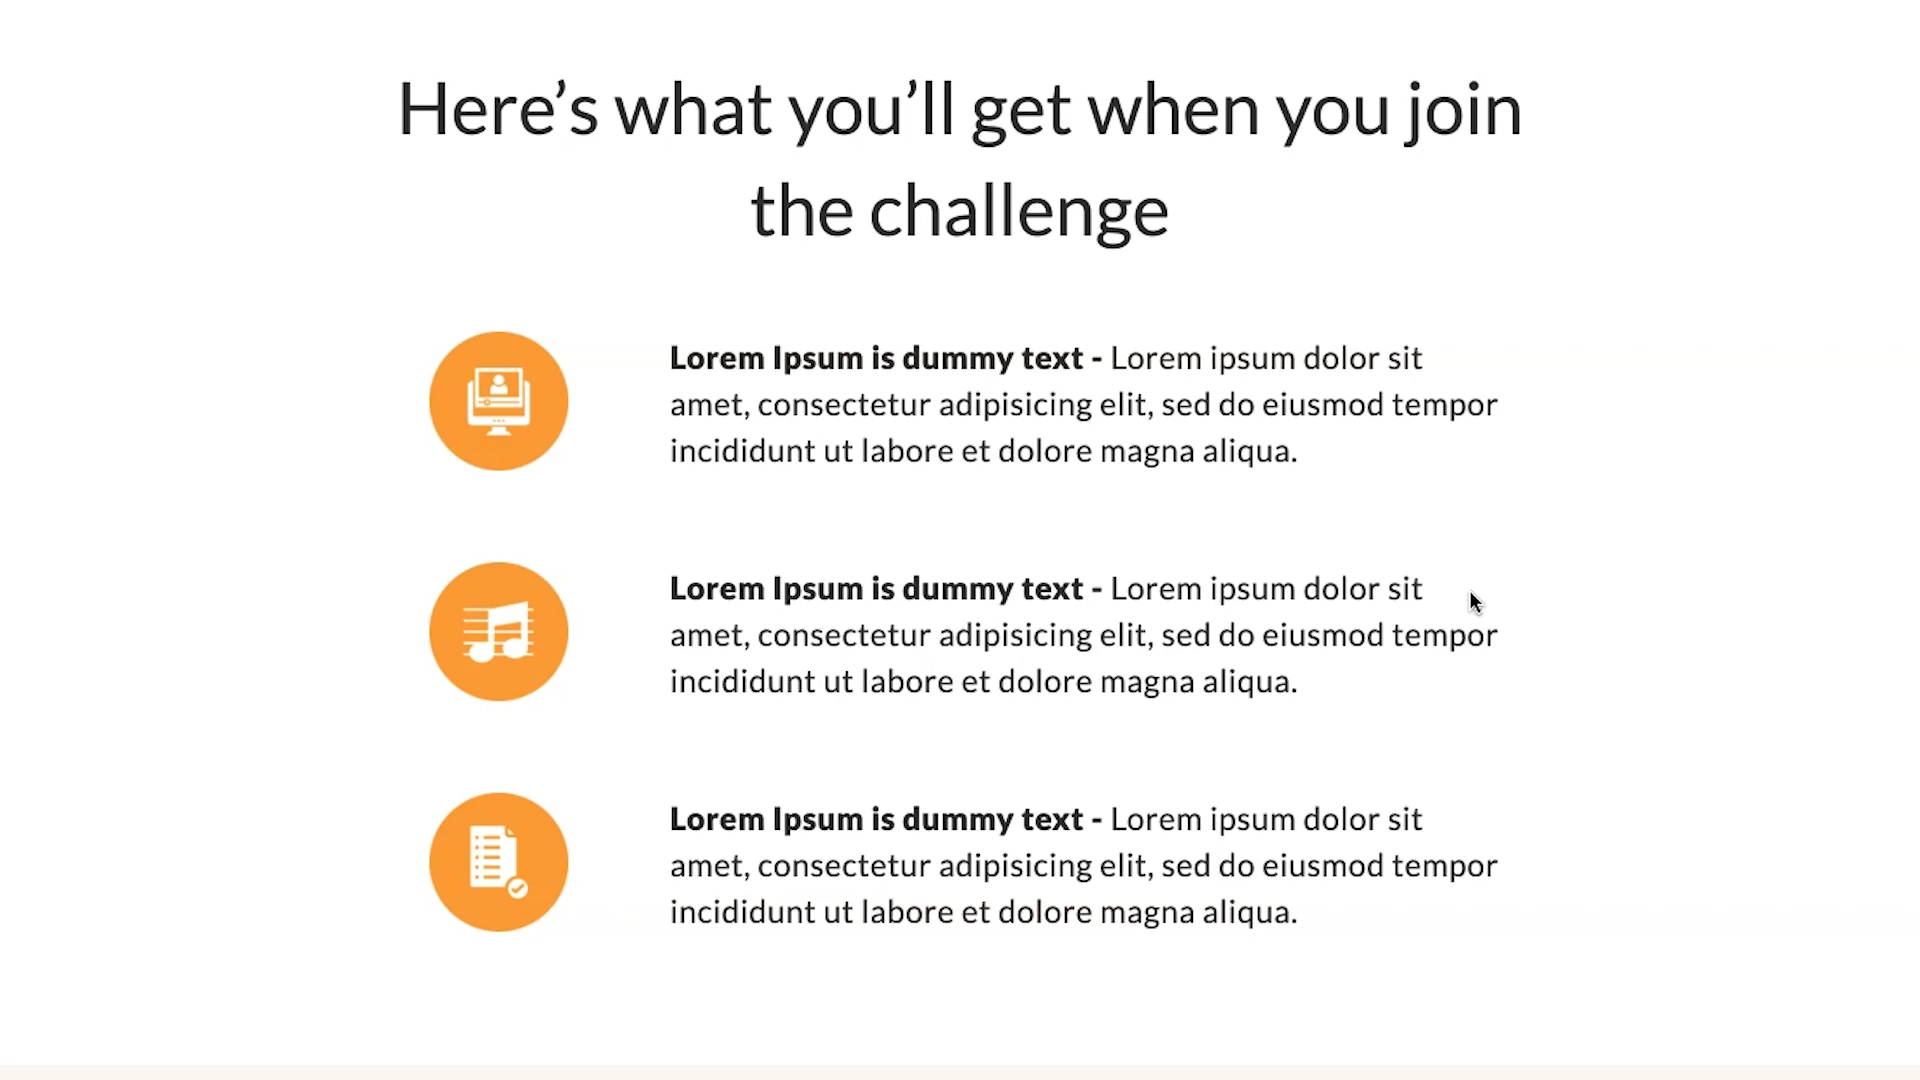 Here’s what you’ll get when you join
the challenge
Lorem Ipsum is dummy text - Lorem ipsum dolor sit
amet, consectetur adipisicing elit, sed do eiusmod tempor
incididunt ut labore et dolore magna aliqua.
Lorem Ipsum is dummy text - Lorem ipsum dolor sit
amet, consectetur adipisicing elit, sed do eiusmod tempor
incididunt ut labore et dolore magna aliqua.
Lorem Ipsum is dummy text - Lorem ipsum dolor sit
amet, consectetur adipisicing elit, sed do eiusmod tempor
incididunt ut labore et dolore magna aliqua.